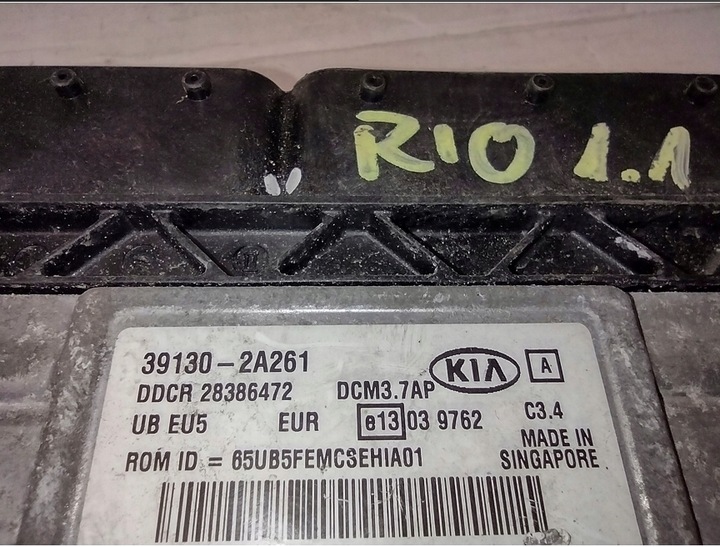 RIO 1.1
39130-2A261 KIA A
DDCR 28386472 DCM3.7AP
UB EU5 EUR e13 03 9762 C3.4
MADE IN
ROM ID = 65UB5FEMCSEHIA01 SINGAPORE